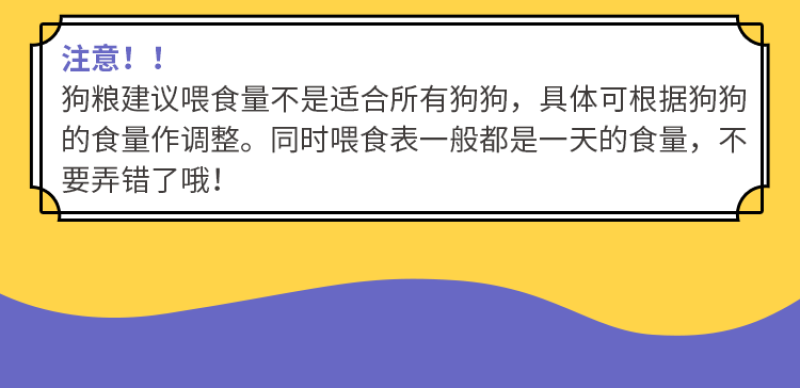 注意！！
狗粮建议喂食量不是适合所有狗狗，具体可根据狗狗
的食量作调整。同时喂食表一般都是一天的食量，不
要弄错了哦！